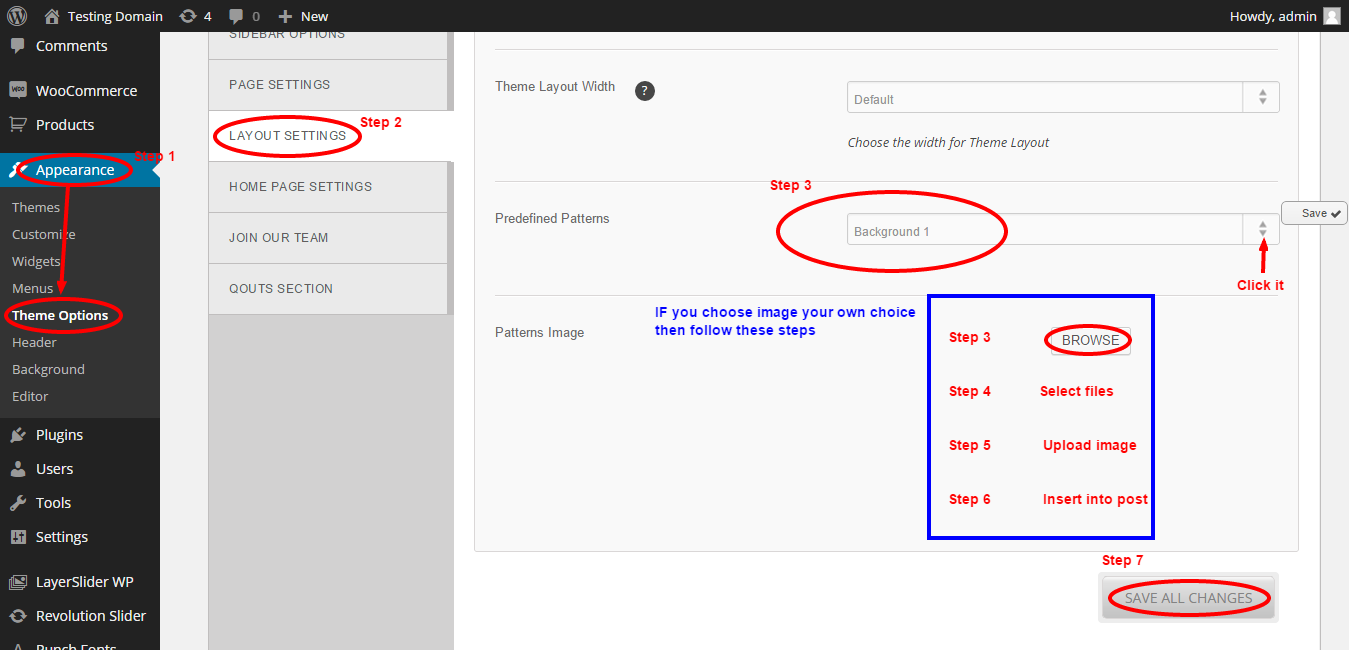 Testing Domain 4 0 New Howdy, admin
Comments
WooCommerce
Products
Appearance
Step 1
Themes
Customize
Widgets
Menus
Theme Options
Header
Background
Editor
Plugins
Users
Tools
Settings
LayerSlider WP
Revolution Slider
Punch Fonts
SIDEBAR OPTIONS
PAGE SETTINGS
LAYOUT SETTINGS
Step 2
HOME PAGE SETTINGS
JOIN OUR TEAM
QOUTS SECTION
Theme Layout Width ?
Default
Choose the width for Theme Layout
Step 3
Predefined Patterns
Background 1
Save
Click it
Patterns Image
IF you choose image your own choice
then follow these steps
Step 3 BROWSE
Step 4 Select files
Step 5 Upload image
Step 6 Insert into post
Step 7
SAVE ALL CHANGES